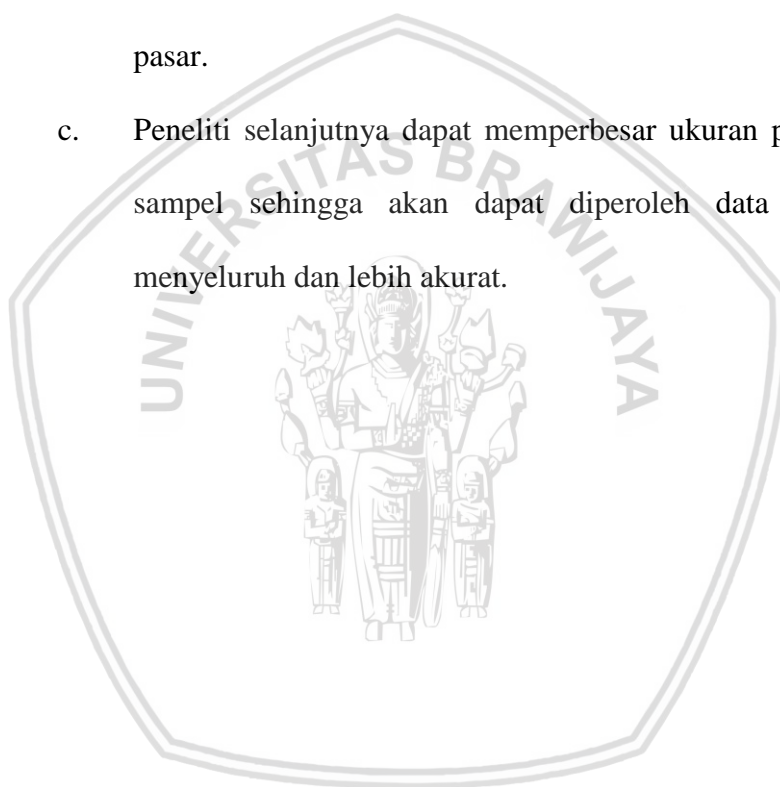 pasar.
c. Peneliti selanjutnya dapat memperbesar ukuran
sampel sehingga akan dapat diperoleh data
menyeluruh dan lebih akurat.
UNIVERSITAS BRAWIJAYA